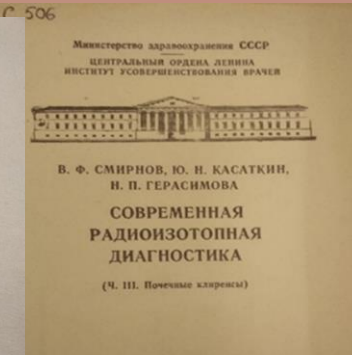 С 506
Министерство здравоохранения СССР
ЦЕНТРАЛЬНЫЙ ОРДЕНА ЛЕНИНА
ИНСТИТУТ УСОВЕРШЕНСТВОВАНИЯ ВРАЧЕЙ
В. Ф. СМИРНОВ, Ю. Н. КАСАТКИН,
Н. П. ГЕРАСИМОВА
СОВРЕМЕННАЯ
РАДИОИЗОТОПНАЯ
ДИАГНОСТИКА
(Ч. III. Почечные клиренсы)